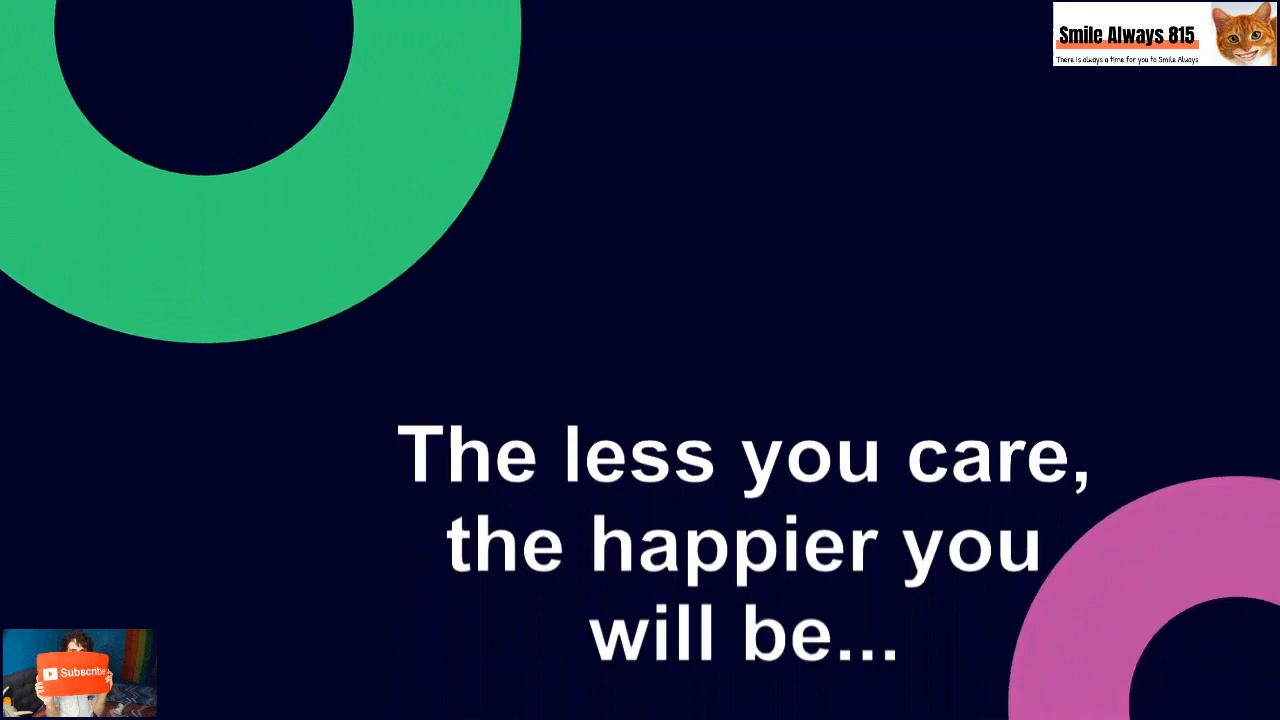 Smile Always 815
There is always a time for you to Smile Always
The less you care,
the happier you
will be...
Subscribe